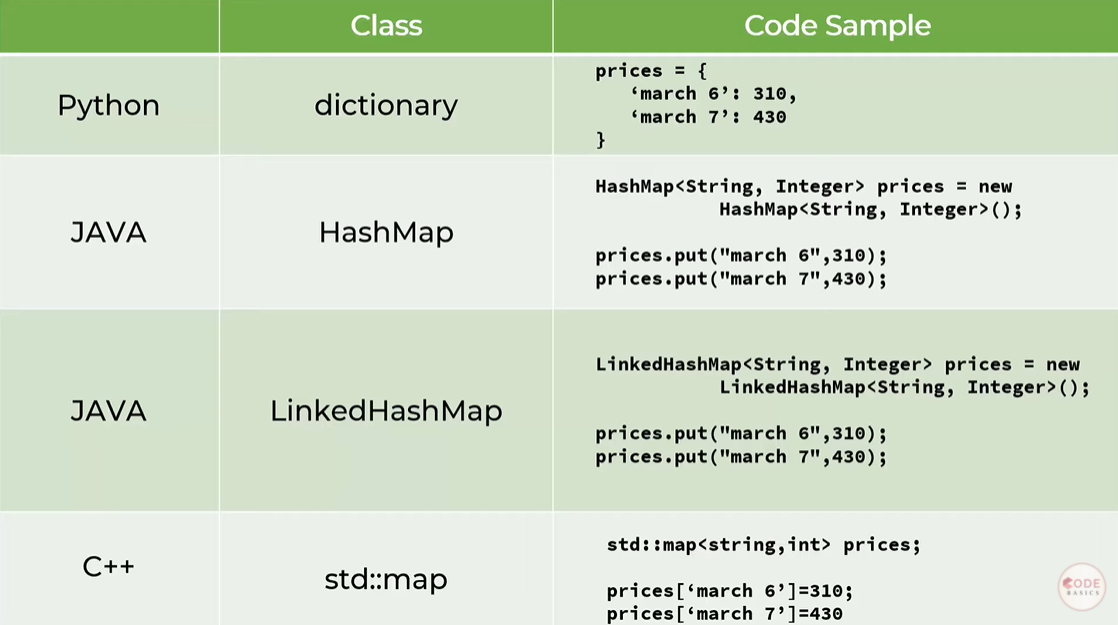 Class
Code Sample
Python
dictionary
prices = {
‘march 6’: 310,
‘march 7’: 430
}
JAVA
HashMap
HashMap<String, Integer> prices = new
HashMap<String, Integer>();
prices.put("march 6",310);
prices.put("march 7",430);
JAVA
LinkedHashMap
LinkedHashMap<String, Integer> prices = new
LinkedHashMap<String, Integer>();
prices.put("march 6",310);
prices.put("march 7",430);
C++
std::map
std::map<string,int> prices;
prices[‘march 6’]=310;
prices[‘march 7’]=430
CODE
BASICS